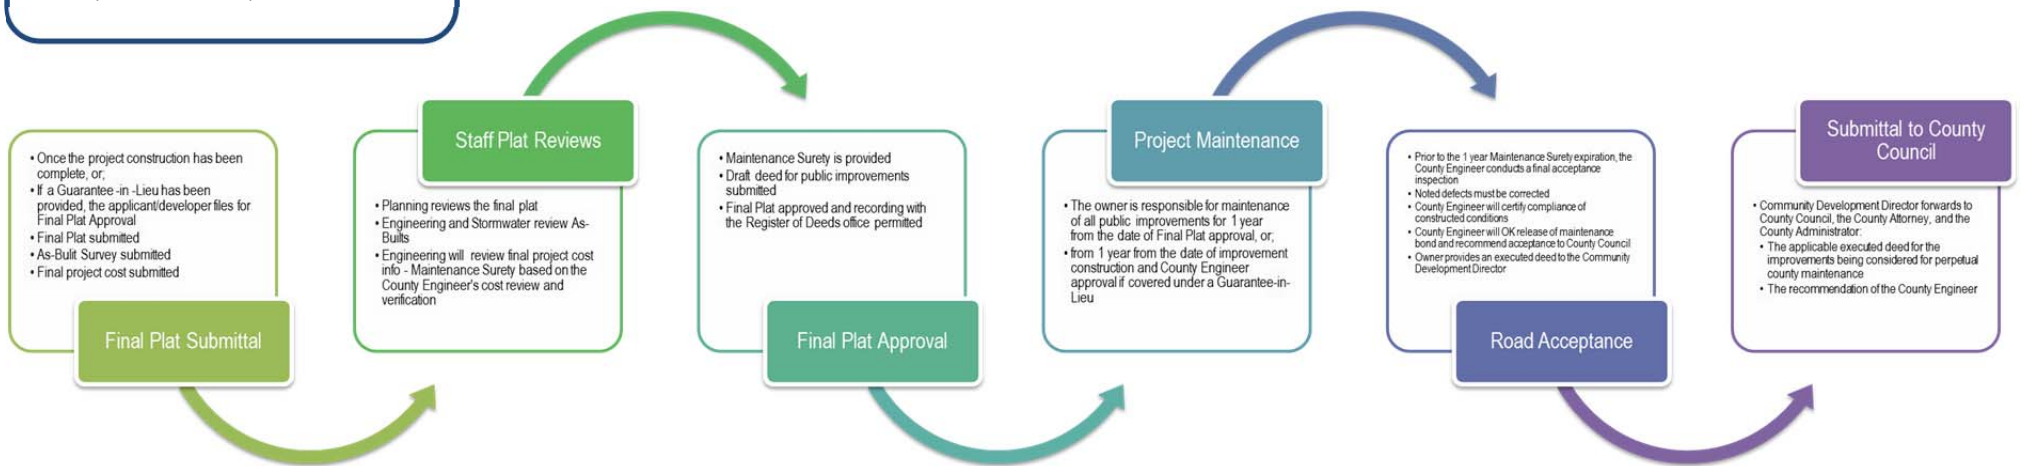 • Once the project construction has been
complete, or;
• If a Guarantee -in -Lieu has been
provided, the applicant/developer files for
Final Plat Approval
• Final Plat submitted
• As-Bulit Survey submitted
• Final project cost submitted
Final Plat Submittal
Staff Plat Reviews
• Planning reviews the final plat
• Engineering and Stormwater review As-
Builts
• Engineering will review final project cost
info - Maintenance Surety based on the
County Engineer's cost review and
verification
• Maintenance Surety is provided
• Draft deed for public improvements
submitted
• Final Plat approved and recording with
the Register of Deeds office permitted
Final Plat Approval
Project Maintenance
• The owner is responsible for maintenance
of all public improvements for 1 year
from the date of Final Plat approval, or;
• from 1 year from the date of improvement
construction and County Engineer
approval if covered under a Guarantee-in-
Lieu
• Prior to the 1 year Maintenance Surety expiration, the
County Engineer conducts a final acceptance
inspection
• Noted defects must be corrected
• County Engineer will certify compliance of
constructed conditions
• County Engineer will OK release of maintenance
bond and recommend acceptance to County Council
• Owner provides an executed deed to the Community
Development Director
Road Acceptance
Submittal to County
Council
• Community Development Director forwards to
County Council, the County Attorney, and the
County Administrator:
• The applicable executed deed for the
improvements being considered for perpetual
county maintenance
• The recommendation of the County Engineer